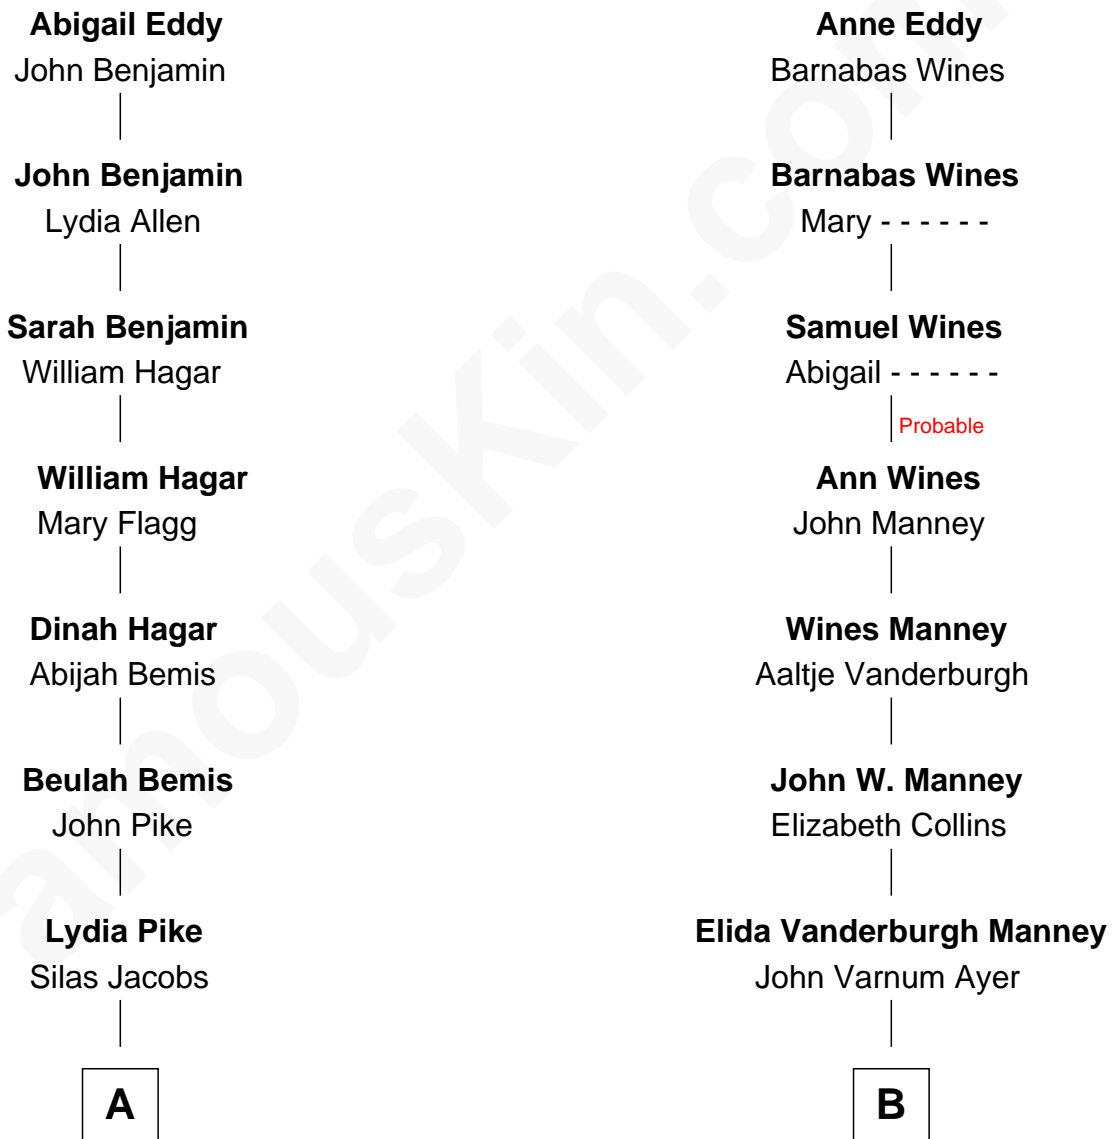 Abigail Eddy
John Benjamin
John Benjamin
Lydia Allen
Sarah Benjamin
William Hagar
William Hagar
Mary Flagg
Dinah Hagar
Abijah Bemis
Beulah Bemis
John Pike
Lydia Pike
Silas Jacobs
A
Anne Eddy
Barnabas Wines
Barnabas Wines
Mary - - - - - -
Samuel Wines
Abigail - - - - - -
Probable
Ann Wines
John Manney
Wines Manney
Aaltje Vanderburgh
John W. Manney
Elizabeth Collins
Elida Vanderburgh Manney
John Varnum Ayer
B
amouskin.com